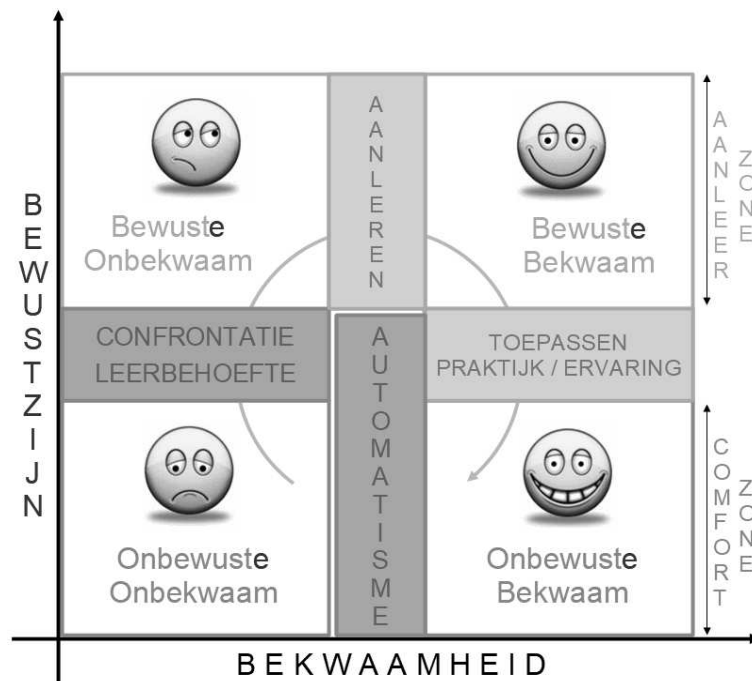 BEWUSTZIJN
Bewuste
Onbekwaam
AANLEREN
Bewuste
Bekwaam
AANLEER
ZONE
CONFRONTATIE
LEERBEHOEFTE
AUTOMATISME
TOEPASSEN
PRAKTIJK / ERVARING
Onbewuste
Onbekwaam
Onbewuste
Bekwaam
COMFORT
ZONE
BEKWAAMHEID